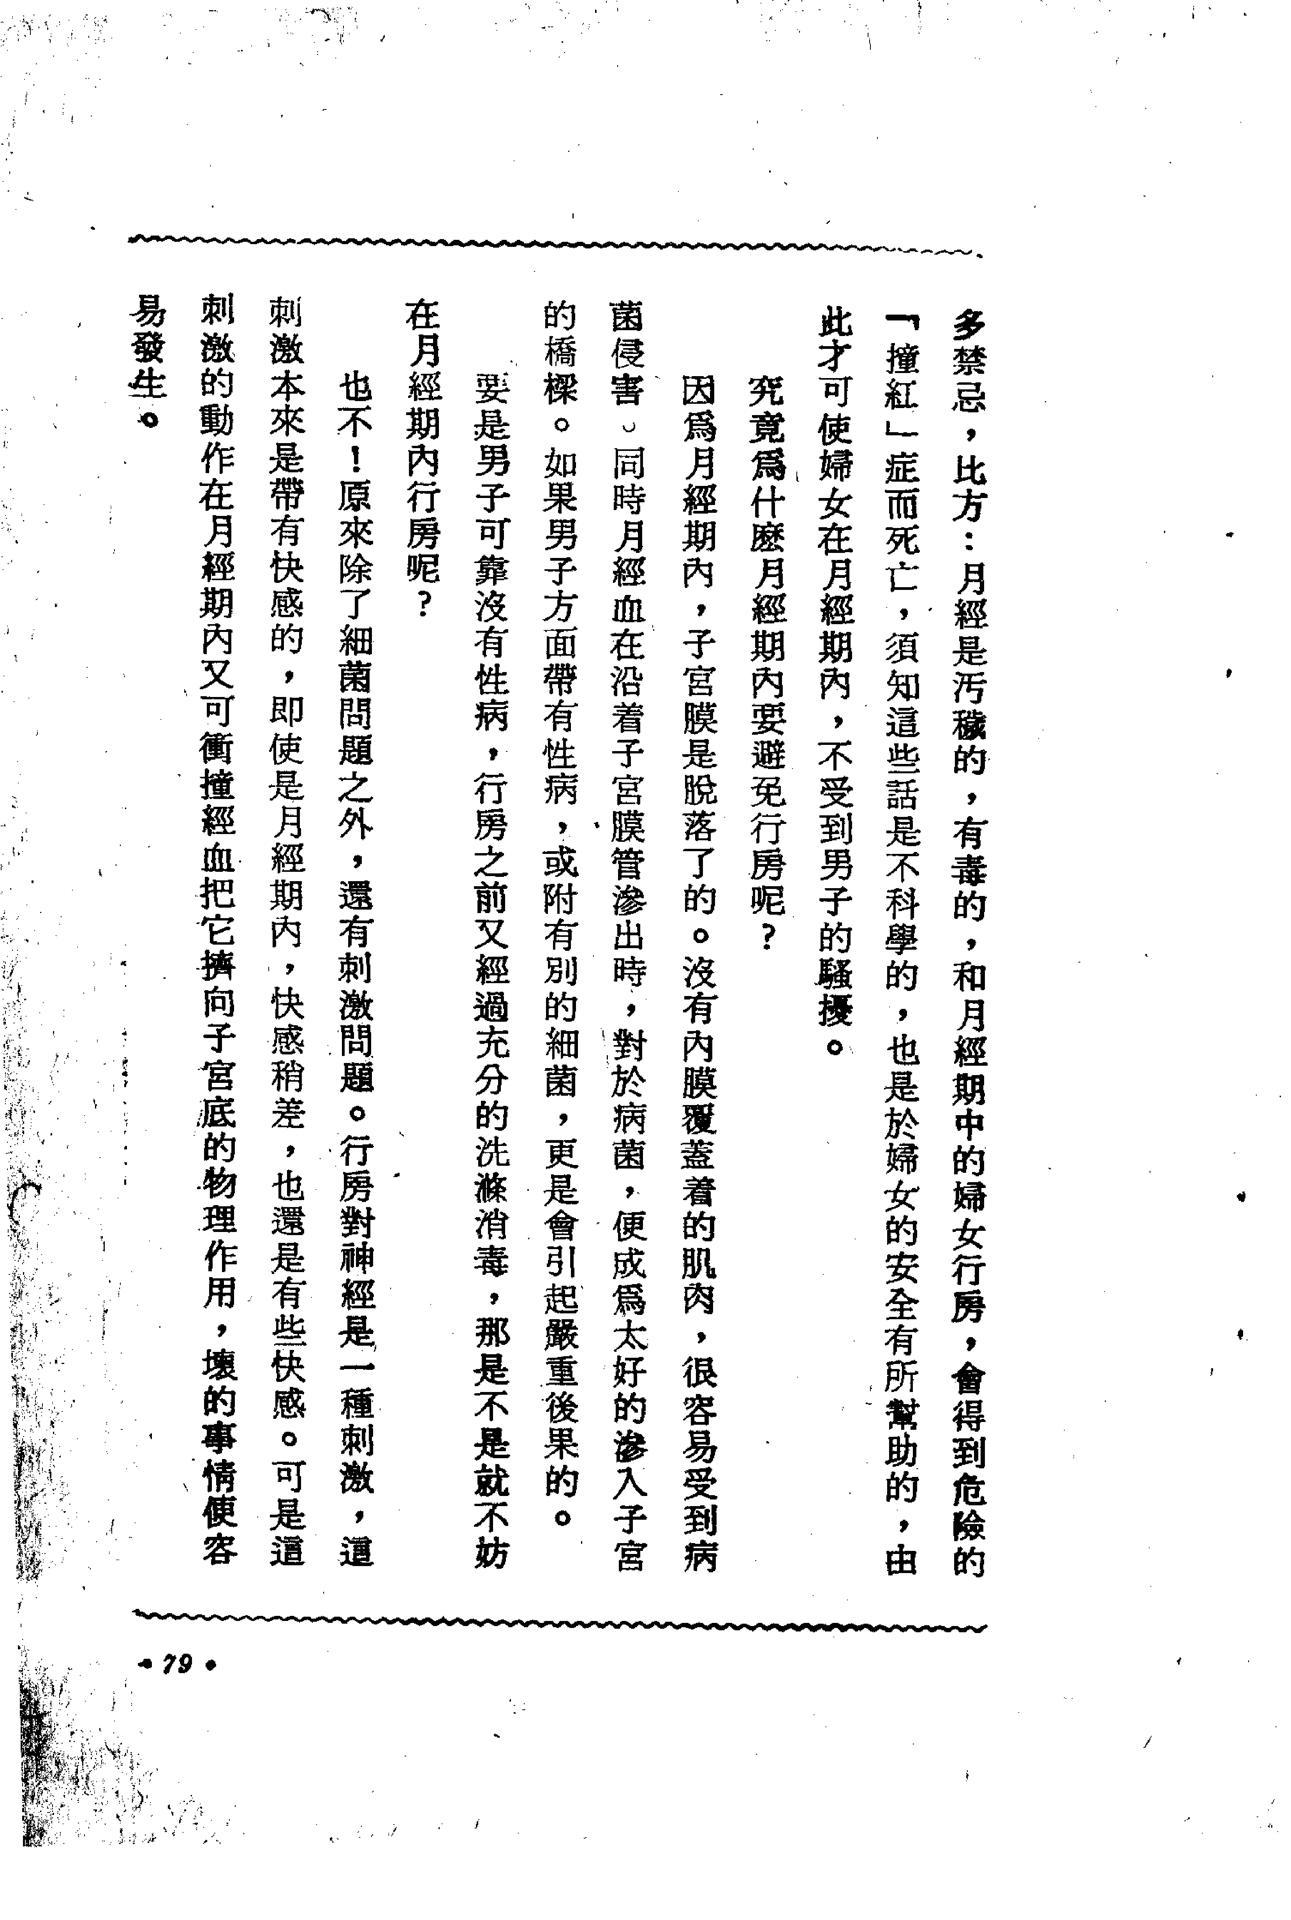 多禁忌，比方：月經是汚穢的，有毒的，和月經期中的婦女行房，會得到危險的
「撞紅」症而死亡，須知這些話是不科學的，也是於婦女的安全有所幫助的，由
此才可使婦女在月經期內，不受到男子的騷擾。
究竟爲什麽月經期內要避免行房呢？
因爲月經期內，子宮膜是脫落了的。沒有內膜覆蓋着的肌肉，很容易受到病
菌侵害。同時月經血在沿着子宮膜管滲出時，對於病菌，便成爲太好的滲入子宮
的橋樑。如果男子方面帶有性病，或附有別的細菌，更是會引起嚴重後果的。
要是男子可靠沒有性病，行房之前又經過充分的洗滌消毒，那是不是就不妨
在月經期內行房呢？
也不！原來除了細菌問題之外，還有刺激問題。行房對神經是一種刺激，這
刺激本來是帶有快感的，即使是月經期內，快感稍差，也還是有些快感。可是這
刺激的動作在月經期內又可衝撞經血把它擠向子宮底的物理作用，壞的事情便容
易發生。
• 79 •